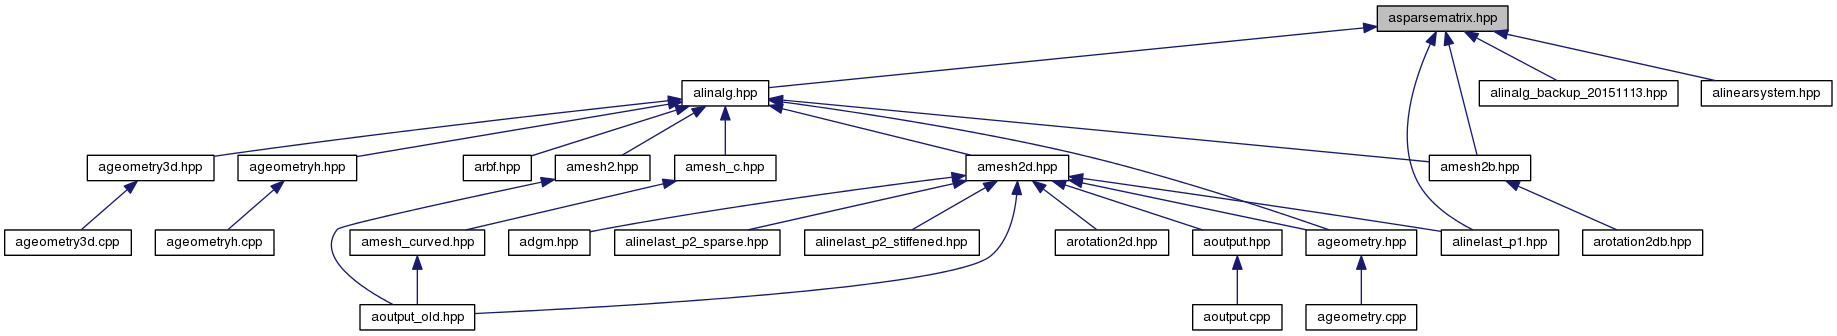 asparsematrix.hpp
alinalg.hpp
alinalg_backup_20151113.hpp
alinearsystem.hpp
ageometry3d.hpp
ageometryh.hpp
arbf.hpp
amesh2.hpp
amesh_c.hpp
amesh2d.hpp
amesh2b.hpp
ageometry3d.cpp
ageometryh.cpp
amesh_curved.hpp
adgm.hpp
alinelast_p2_sparse.hpp
alinelast_p2_stiffened.hpp
arotation2d.hpp
aoutput.hpp
ageometry.hpp
alinelast_p1.hpp
arotation2db.hpp
aoutput_old.hpp
aoutput.cpp
ageometry.cpp